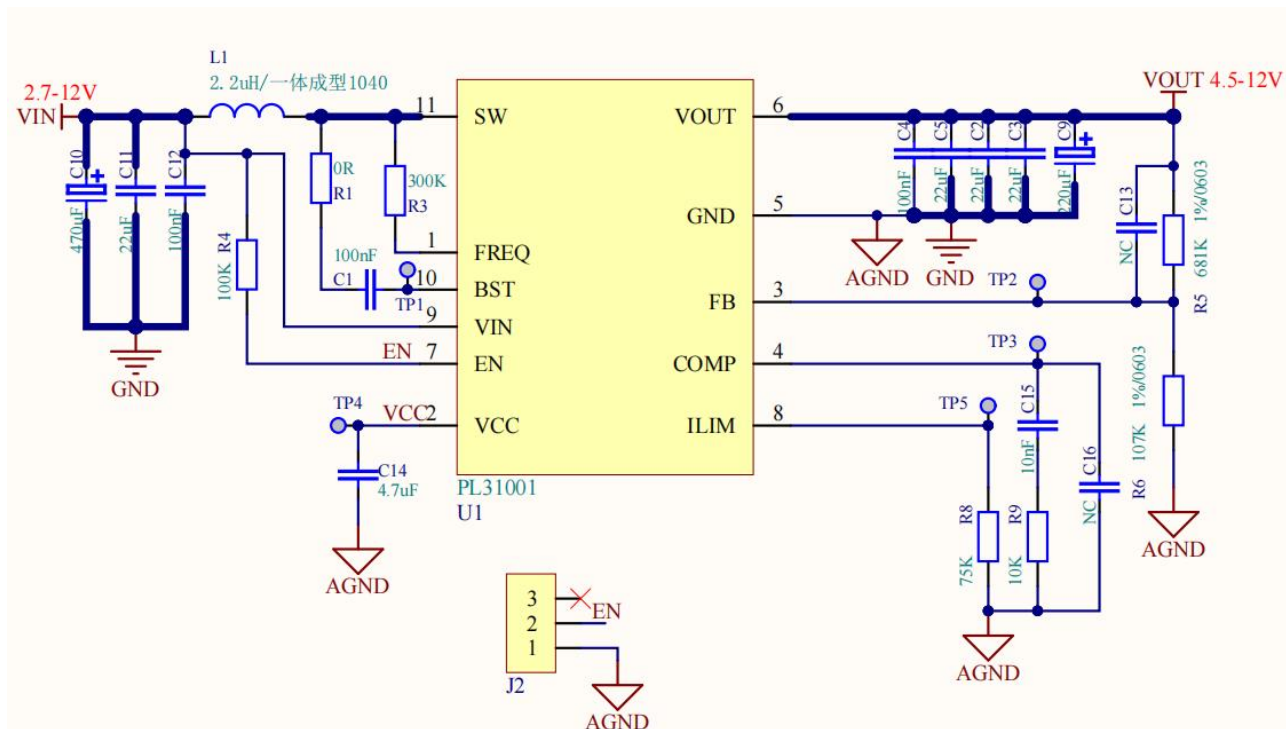 L1
2.2uH/一体成型1040
2.7-12V
VIN
VOUT 4.5-12V
11
SW
VOUT
6
C10
470uF
C11
22uF
C12
100nF
0R
R1
300K
R3
C4
100nF
C5
22uF
C2
22uF
C3
22uF
C9
220uF
C13
NC
681K 1%/0603
R5
GND
5
AGND
GND
R4
100K
1
FREQ
100nF
C1
TP1
10
BST
FB
3
TP2
9
VIN
GND
EN
7
EN
COMP
4
TP3
TP4
VCC
2
VCC
ILIM
8
TP5
C15
10nF
C16
NC
107K 1%/0603
R6
C14
4.7uF
PL31001
U1
R8
75K
R9
10K
AGND
AGND
AGND
3
2
1
EN
J2
AGND